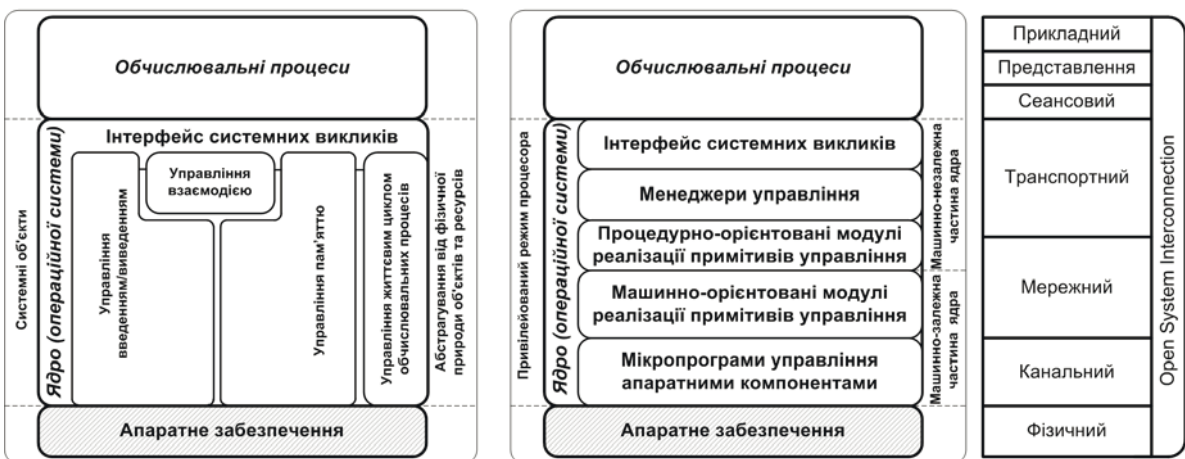 Обчислювальні процеси
Системні об'єкти
Ядро (операційної системи)
Інтерфейс системних викликів
Управління
взаємодією
Управління
введенням/виведенням
Управління пам'яттю
Управління життєвим циклом
обчислювальних процесів
Абстрагування від фізичної
природи об'єктів та ресурсів
Апаратне забезпечення
Обчислювальні процеси
Привілейований режим процесора
Ядро (операційної системи)
Інтерфейс системних викликів
Менеджери управління
Процедурно-орієнтовані модулі
реалізації примітивів управління
Машинно-орієнтовані модулі
реалізації примітивів управління
Мікропрограми управління
апаратними компонентами
Машинно-незалежна
частина ядра
Машинно-залежна
частина ядра
Апаратне забезпечення
Прикладний
Представлення
Сеансовий
Транспортний
Мережний
Канальний
Фізичний
Open System Interconnection